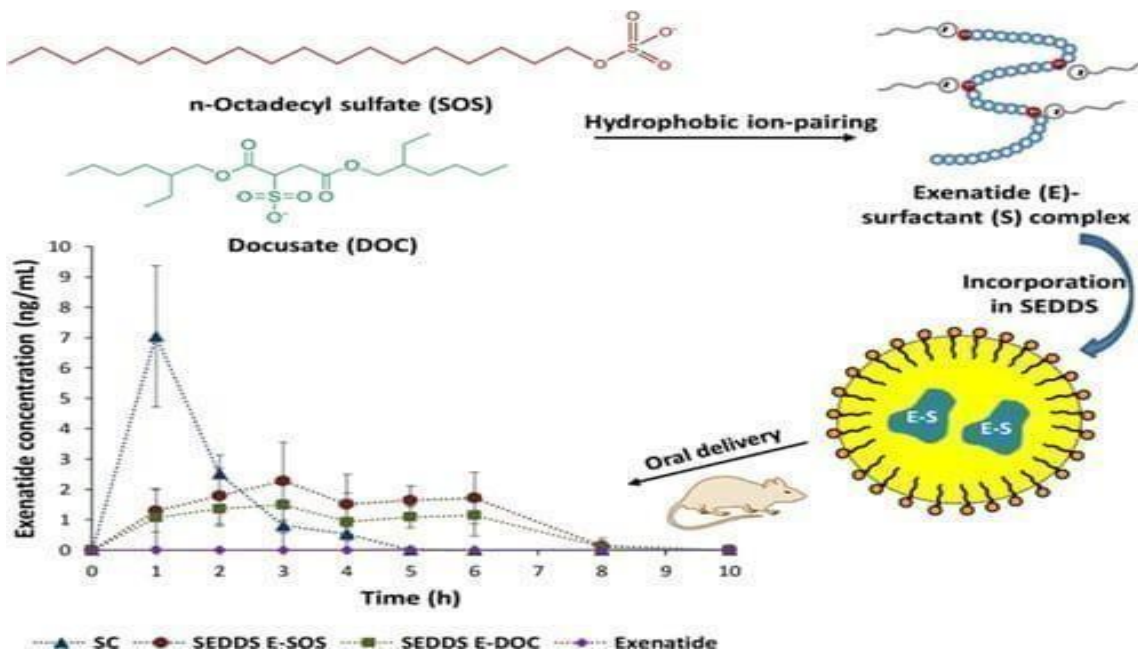 O
O⁻
S
O
O
n-Octadecyl sulfate (SOS)
Hydrophobic ion-pairing
O
O
O
O
O=S=O
O⁻
Docusate (DOC)
Exenatide (E)-
surfactant (S) complex
Incorporation
in SEDDS
E-S
E-S
Oral delivery
Exenatide concentration (ng/mL)
10
9
8
7
6
5
4
3
2
1
0
0 1 2 3 4 5 6 7 8 10
Time (h)
SC SEDDS E-SOS SEDDS E-DOC Exenatide